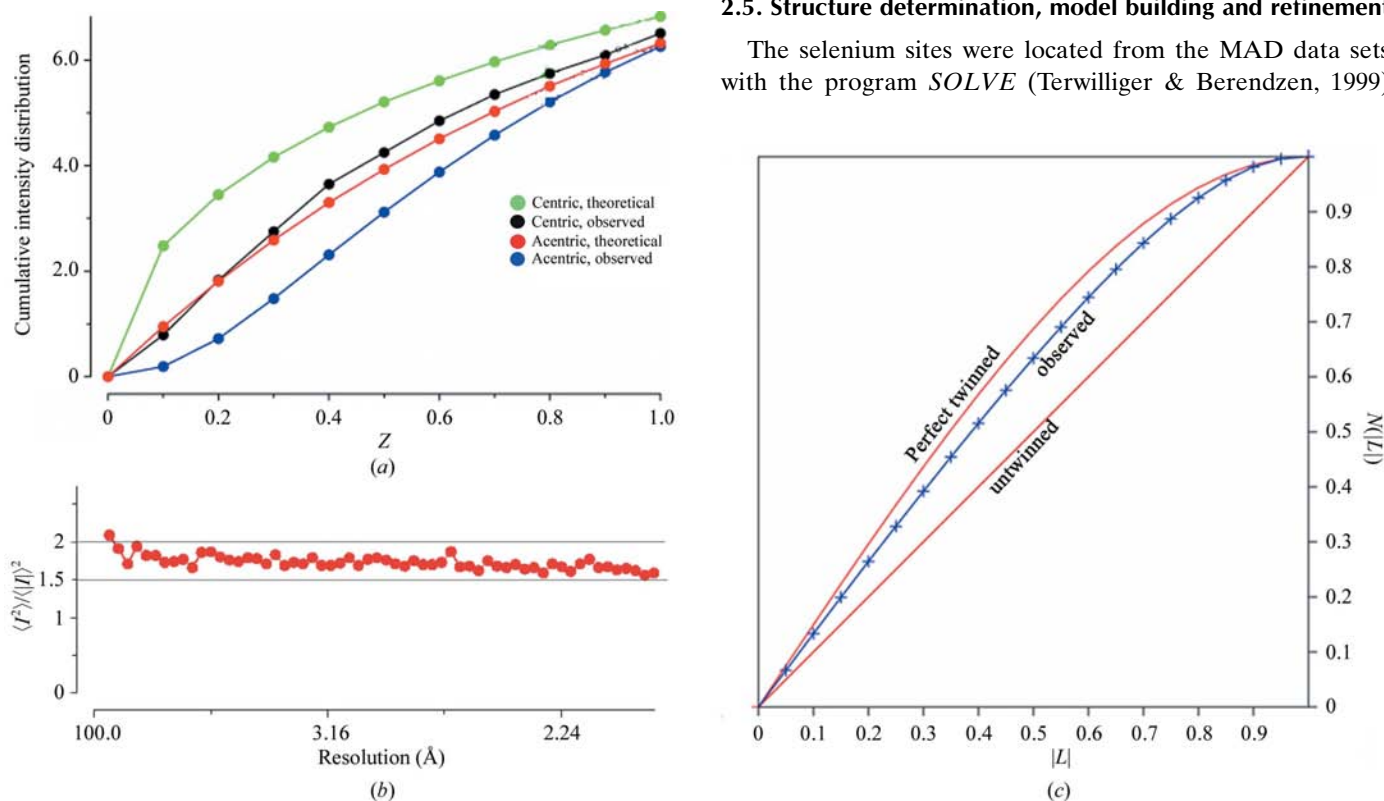 2.5. Structure determination, model building and refinement
The selenium sites were located from the MAD data sets
with the program SOLVE (Terwilliger & Berendzen, 1999)
Cumulative intensity distribution
6.0
4.0
2.0
0
Centric, theoretical
Centric, observed
Acentric, theoretical
Acentric, observed
0 0.2 0.4 0.6 0.8 1.0
Z
(a)
⟨I²⟩/⟨|I|⟩²
2
1.5
1
0
100.0 3.16 2.24
Resolution (Å)
(b)
Perfect twinned
observed
untwinned
0.9
0.8
0.7
0.6
0.5
0.4
0.3
0.2
0.1
0
N(|L|)
0 0.1 0.2 0.3 0.4 0.5 0.6 0.7 0.8 0.9
|L|
(c)